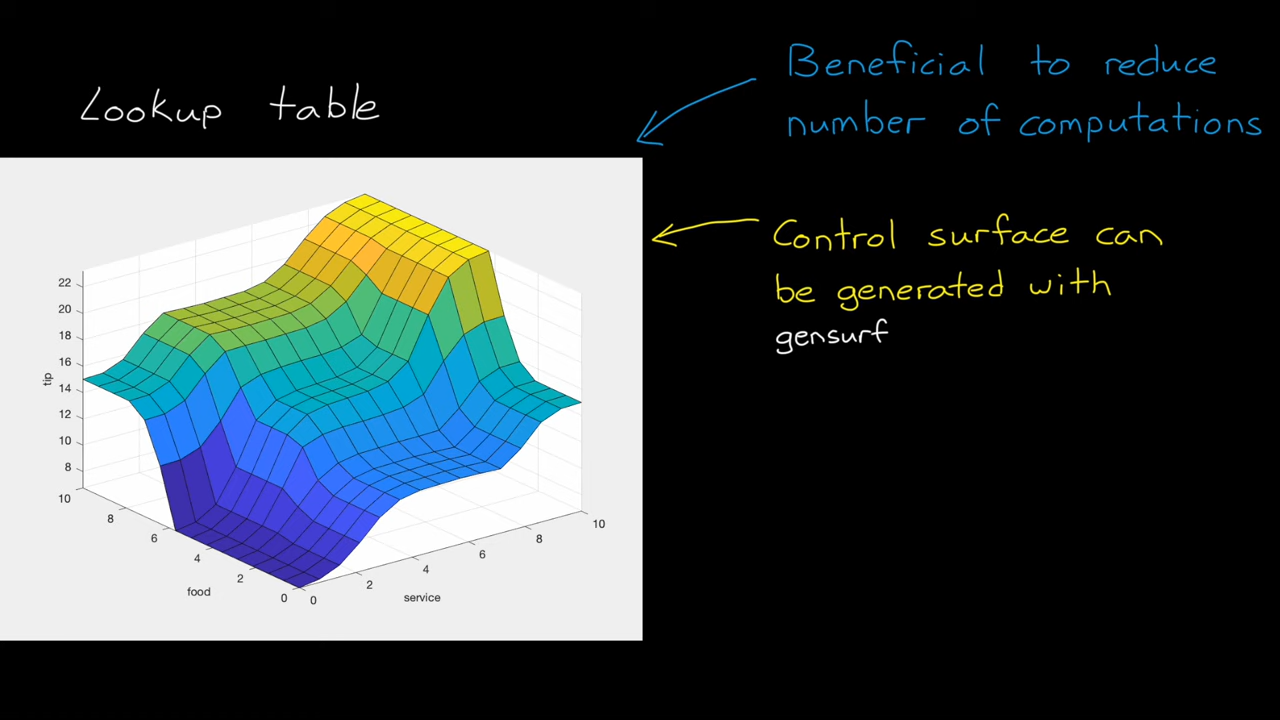 Lookup table
Beneficial to reduce
number of computations
Control surface can
be generated with
gensurf
22
20
18
16
14
12
10
8
tip
10
8
6
4
2
0
food
0
2
4
6
8
10
service